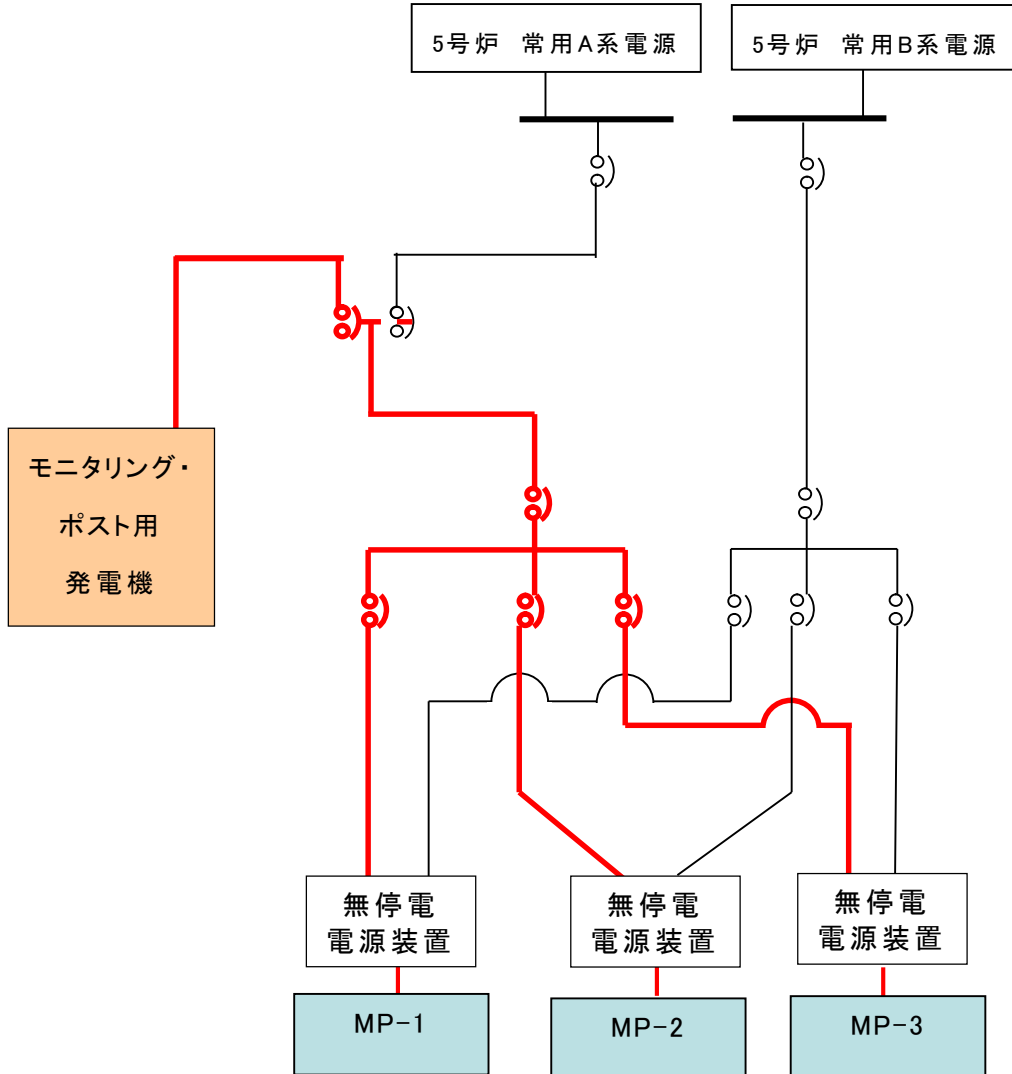 5号炉 常用A系電源
5号炉 常用B系電源
モニタリング・
ポスト用
発電機
無停電
電源装置
無停電
電源装置
無停電
電源装置
MP-1
MP-2
MP-3